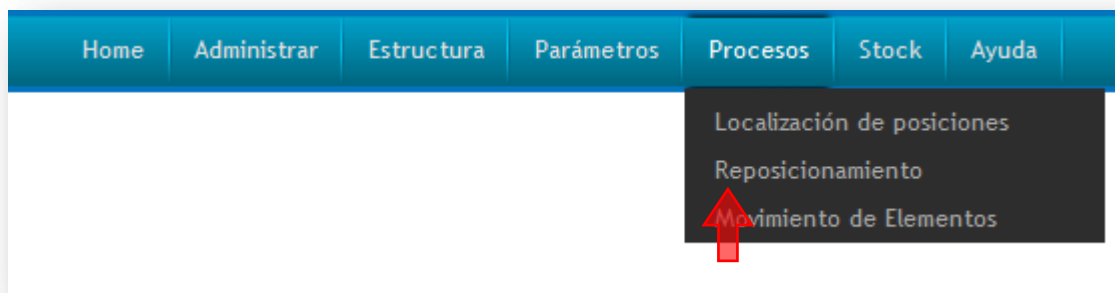 Home Administrar Estructura Parámetros Procesos Stock Ayuda
Localización de posiciones
Reposicionamiento
Movimiento de Elementos